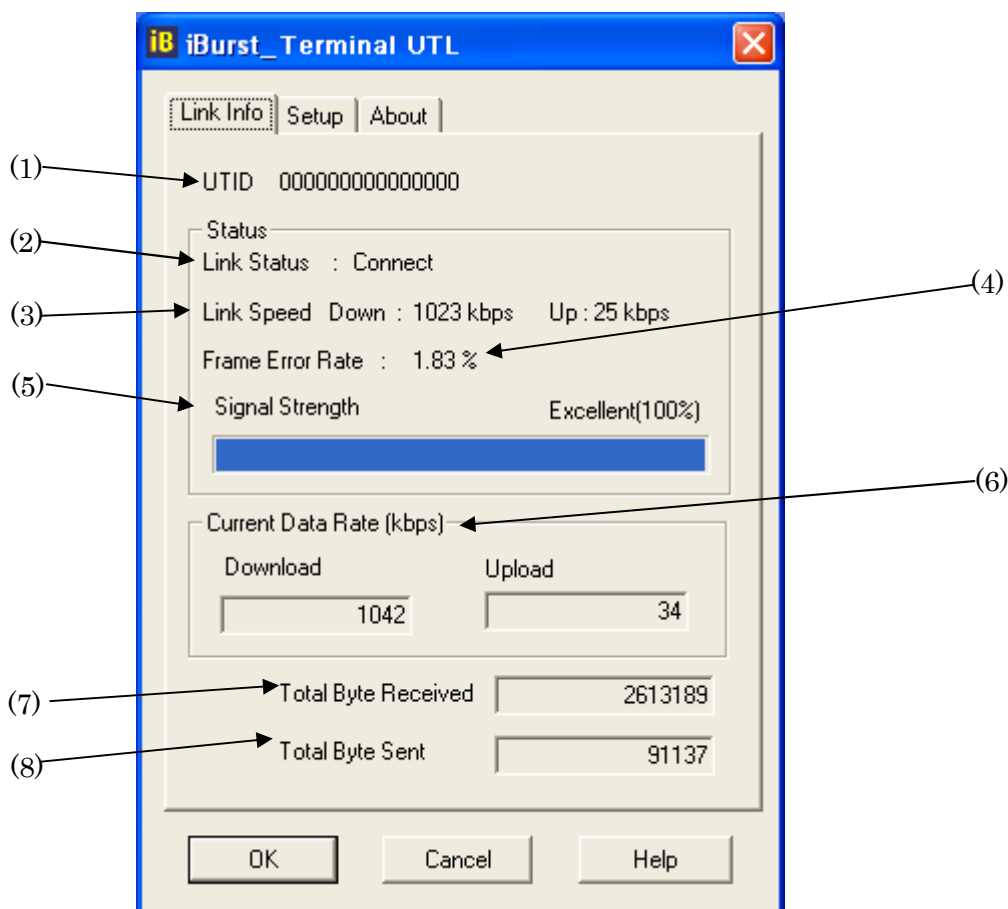 iB iBurst_Terminal UTL
Link Info Setup About
(1) UTID 000000000000000
Status
(2) Link Status : Connect
(3) Link Speed Down : 1023 kbps Up : 25 kbps
(4)
Frame Error Rate : 1.83 %
(5) Signal Strength Excellent(100%)
(6)
Current Data Rate (kbps)
Download Upload
1042 34
(7) Total Byte Received 2613189
(8) Total Byte Sent 91137
OK Cancel Help